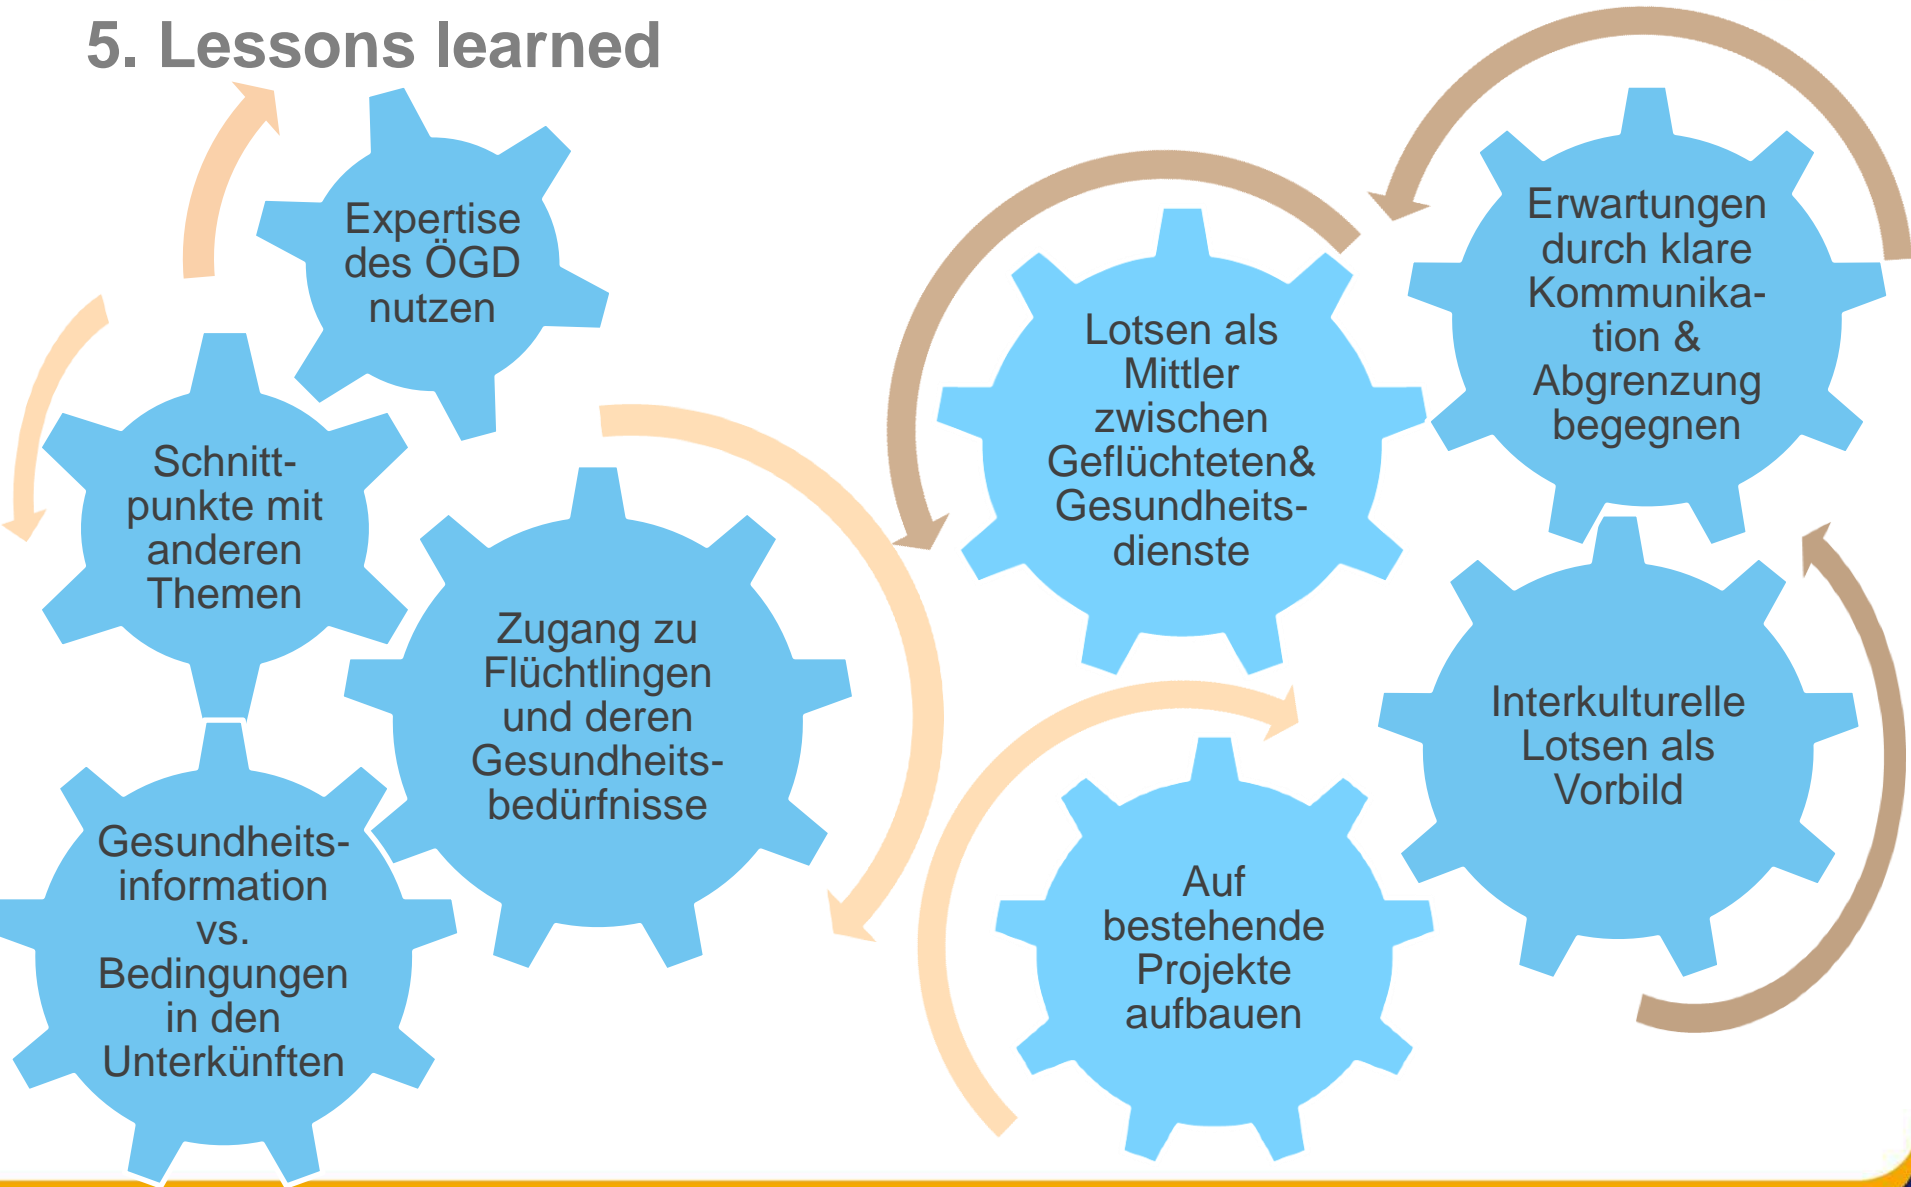 5. Lessons learned
Expertise
des ÖGD
nutzen
Schnitt-
punkte mit
anderen
Themen
Zugang zu
Flüchtlingen
und deren
Gesundheits-
bedürfnisse
Gesundheits-
information
vs.
Bedingungen
in den
Unterkünften
Lotsen als
Mittler
zwischen
Geflüchteten&
Gesundheits-
dienste
Erwartungen
durch klare
Kommunika-
tion &
Abgrenzung
begegnen
Interkulturelle
Lotsen als
Vorbild
Auf
bestehende
Projekte
aufbauen